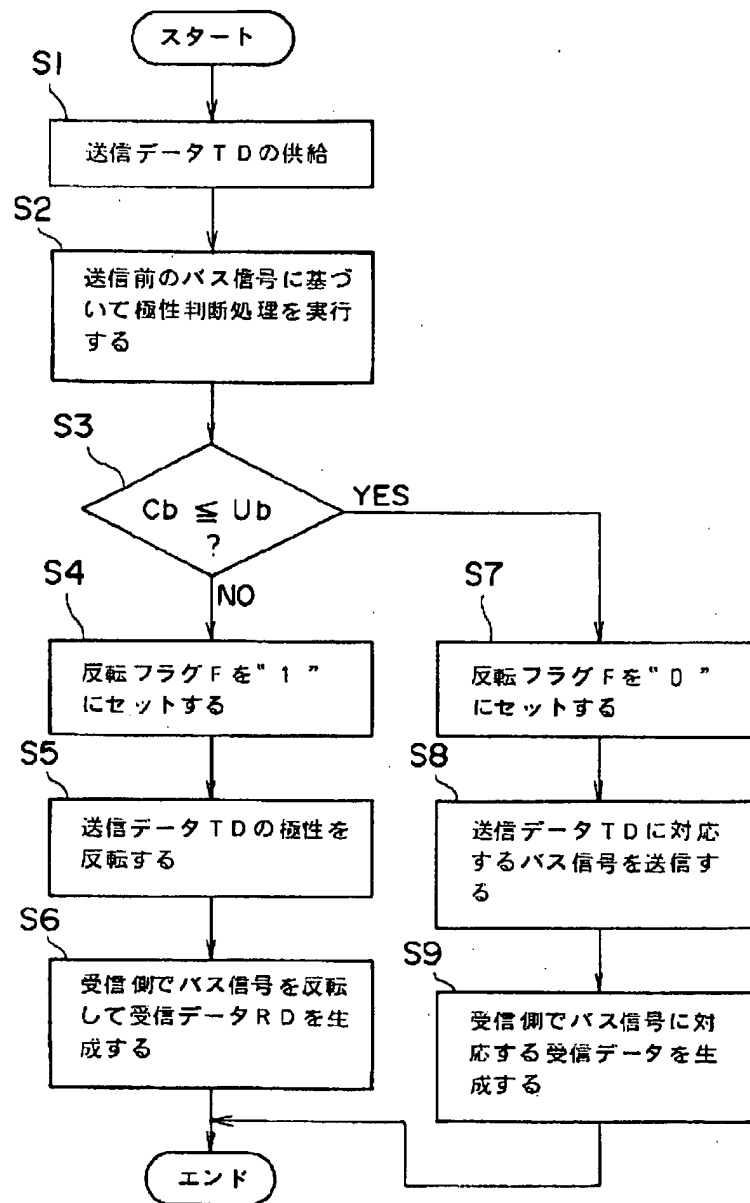 スタート
S1
送信データTDの供給
S2
送信前のバス信号に基づ
いて極性判断処理を実行
する
S3
Cb ≦ Ub
?
YES
NO
S4
反転フラグFを"1"
にセットする
S5
送信データTDの極性を
反転する
S6
受信側でバス信号を反転
して受信データRDを生
成する
S7
反転フラグFを"0"
にセットする
S8
送信データTDに対応
するバス信号を送信す
る
S9
受信側でバス信号に対
応する受信データを生
成する
エンド